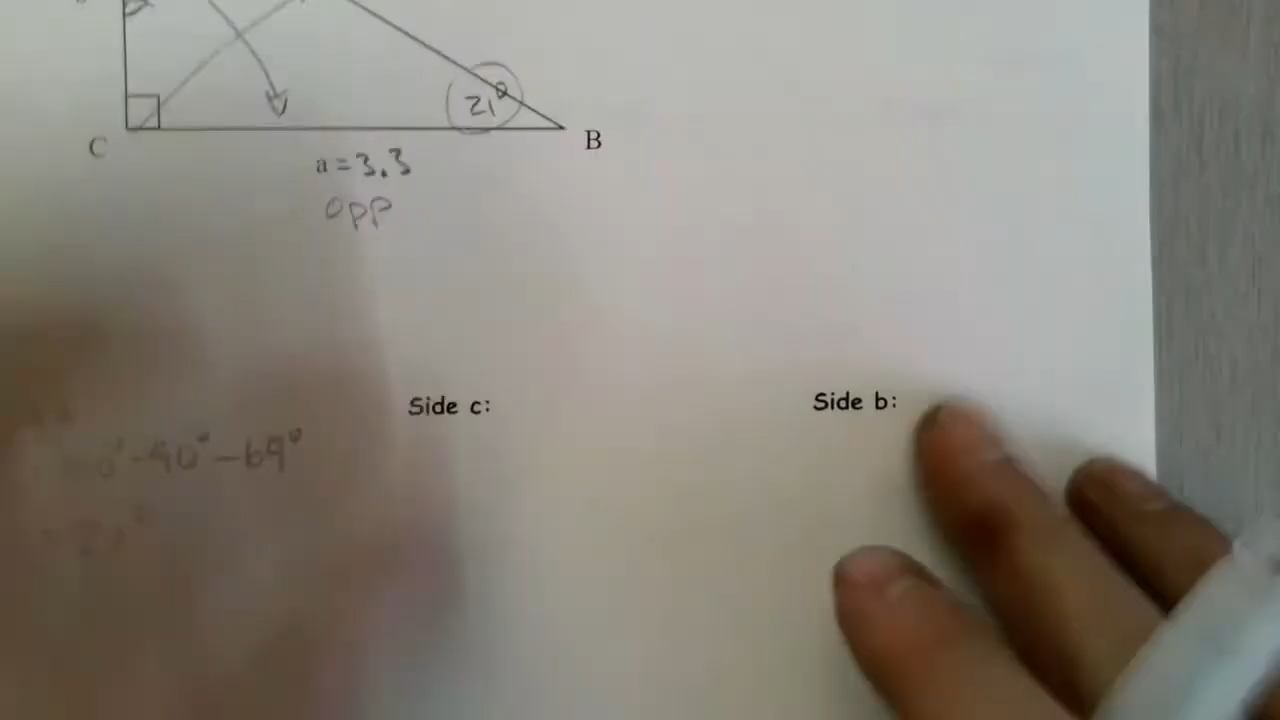 21°
C
B
a = 3.3
opp
Side c:
Side b:
-90° - 69°